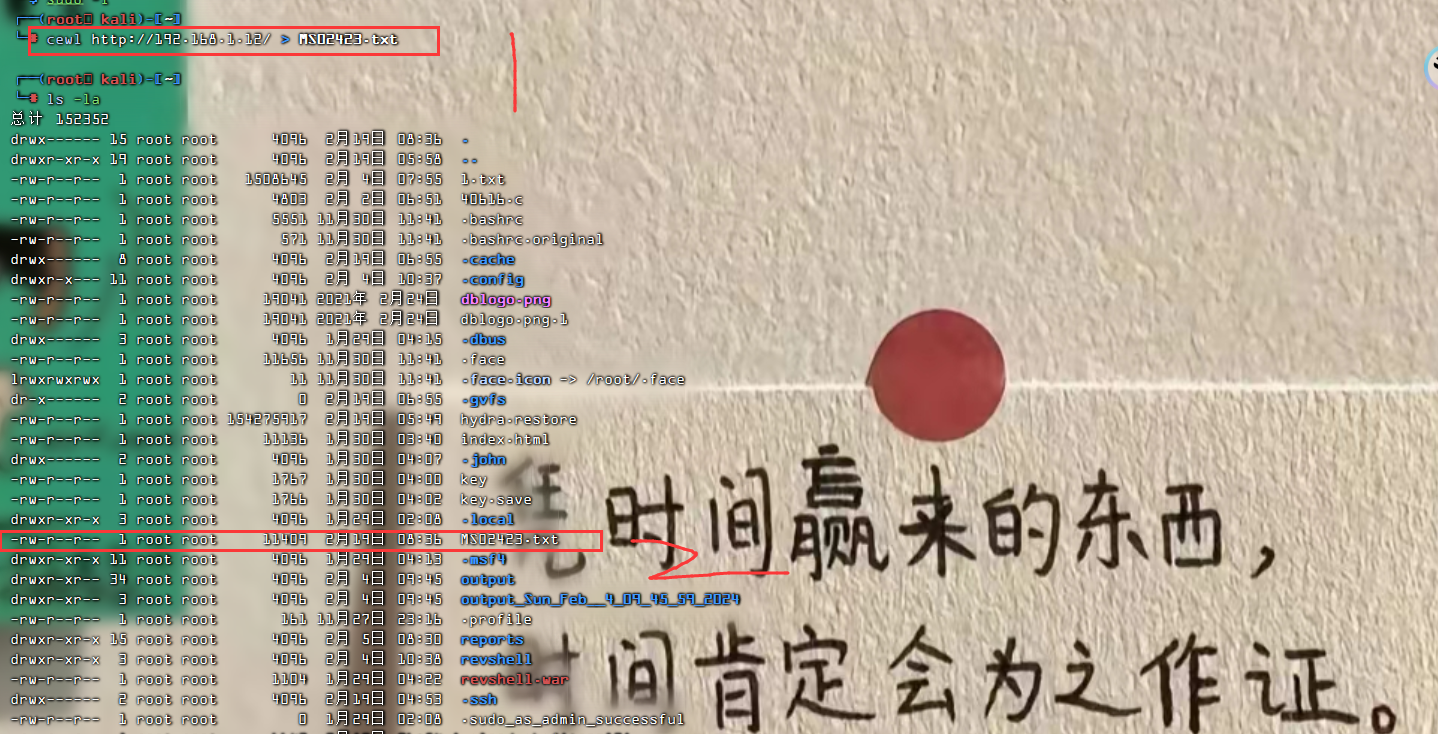 sudo -l
┌──(root㉿ kali)-[~]
└─# cewl http://192.168.1.12/ > MS02423.txt
┌──(root㉿ kali)-[~]
└─# ls -la
总计 152352
drwx------ 15 root root 4096 2月19日 08:36 .
drwxr-xr-x 19 root root 4096 2月19日 05:58 ..
-rw-r--r-- 1 root root 1508645 2月 4日 07:55 1.txt
-rw-r--r-- 1 root root 4803 2月 2日 06:51 40616.c
-rw-r--r-- 1 root root 5551 11月30日 11:41 .bashrc
-rw-r--r-- 1 root root 571 11月30日 11:41 .bashrc.original
drwx------ 8 root root 4096 2月19日 06:55 .cache
drwxr-x--- 11 root root 4096 2月 4日 10:37 .config
-rw-r--r-- 1 root root 19041 2021年 2月24日 dblogo.png
-rw-r--r-- 1 root root 19041 2021年 2月24日 dblogo.png.1
drwx------ 3 root root 4096 1月29日 04:15 .dbus
-rw-r--r-- 1 root root 11656 11月30日 11:41 .face
lrwxrwxrwx 1 root root 11 11月30日 11:41 .face.icon -> /root/.face
dr-x------ 2 root root 0 2月19日 06:55 .gvfs
-rw-r--r-- 1 root root 154275917 2月19日 05:49 hydra.restore
-rw-r--r-- 1 root root 11136 1月30日 03:40 index.html
drwx------ 2 root root 4096 1月30日 04:07 .john
-rw-r--r-- 1 root root 1767 1月30日 04:00 key
-rw-r--r-- 1 root root 1766 1月30日 04:02 key.save
drwxr-xr-x 3 root root 4096 1月29日 02:08 .local
-rw-r--r-- 1 root root 11409 2月19日 08:36 MS02423.txt
drwxr-xr-x 11 root root 4096 1月29日 04:13 .msf4
drwxr-xr-- 34 root root 4096 2月 4日 09:45 output
drwxr-xr-- 3 root root 4096 2月 4日 09:45 output_Sun_Feb__4_09_45_59_2024
-rw-r--r-- 1 root root 161 11月27日 23:16 .profile
drwxr-xr-x 15 root root 4096 2月 5日 08:30 reports
drwxr-xr-x 3 root root 4096 2月 4日 10:38 revshell
-rw-r--r-- 1 root root 1104 1月29日 04:22 revshell.war
drwx------ 2 root root 4096 2月19日 04:53 .ssh
-rw-r--r-- 1 root root 0 1月29日 02:08 .sudo_as_admin_successful
时间赢来的东西，
时间肯定会为之作证。